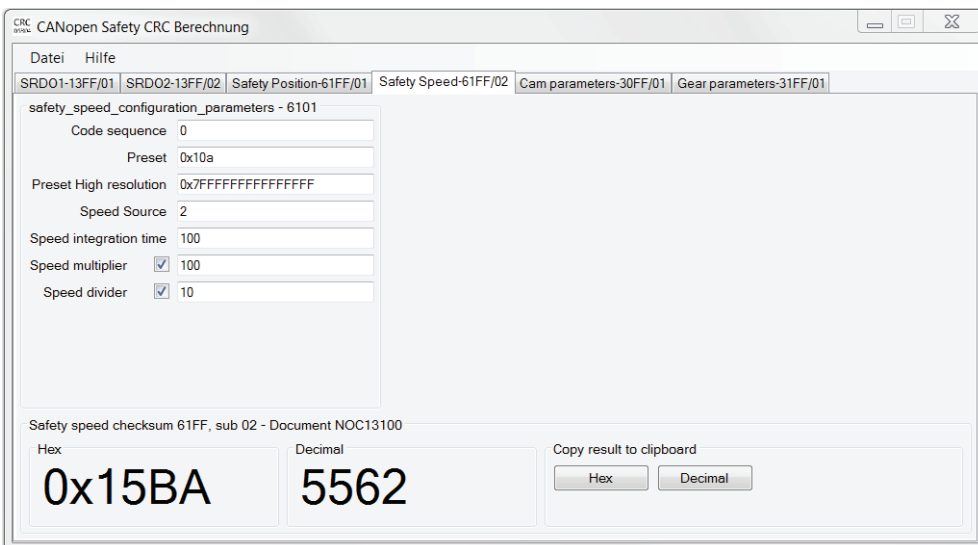 CANopen Safety CRC Berechnung
Datei Hilfe
SRDO1-13FF/01 SRDO2-13FF/02 Safety Position-61FF/01 Safety Speed-61FF/02 Cam parameters-30FF/01 Gear parameters-31FF/01
safety_speed_configuration_parameters - 6101
Code sequence 0
Preset 0x10a
Preset High resolution 0x7FFFFFFFFFFFFFFF
Speed Source 2
Speed integration time 100
Speed multiplier 100
Speed divider 10
Safety speed checksum 61FF, sub 02 - Document NOC13100
Hex Decimal Copy result to clipboard
0x15BA 5562 Hex Decimal